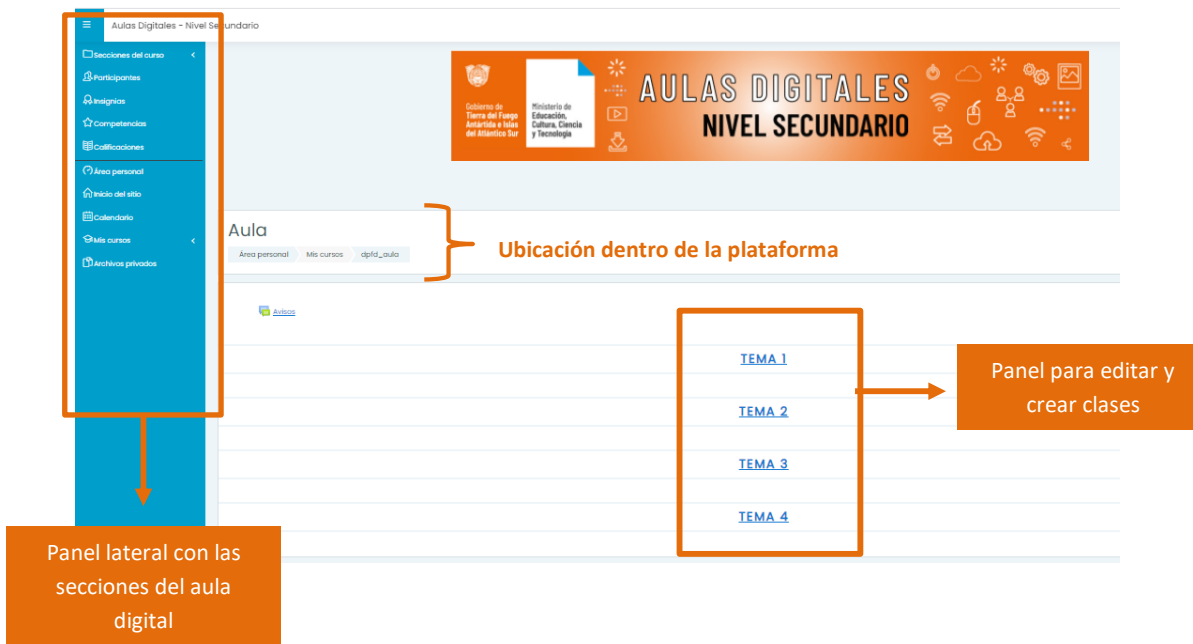 Aulas Digitales - Nivel Secundario
Secciones del curso
Participantes
Insignias
Competencias
Calificaciones
Área personal
Inicio del sitio
Calendario
Mis cursos
Archivos privados
Gobierno de
Tierra del Fuego
Antártida e Islas
del Atlántico Sur
Ministerio de
Educación,
Cultura, Ciencia
y Tecnología
AULAS DIGITALES
NIVEL SECUNDARIO
Aula
Área personal Mis cursos dpfd_aula
Ubicación dentro de la plataforma
Avisos
TEMA 1
TEMA 2
TEMA 3
TEMA 4
Panel para editar y
crear clases
Panel lateral con las
secciones del aula
digital